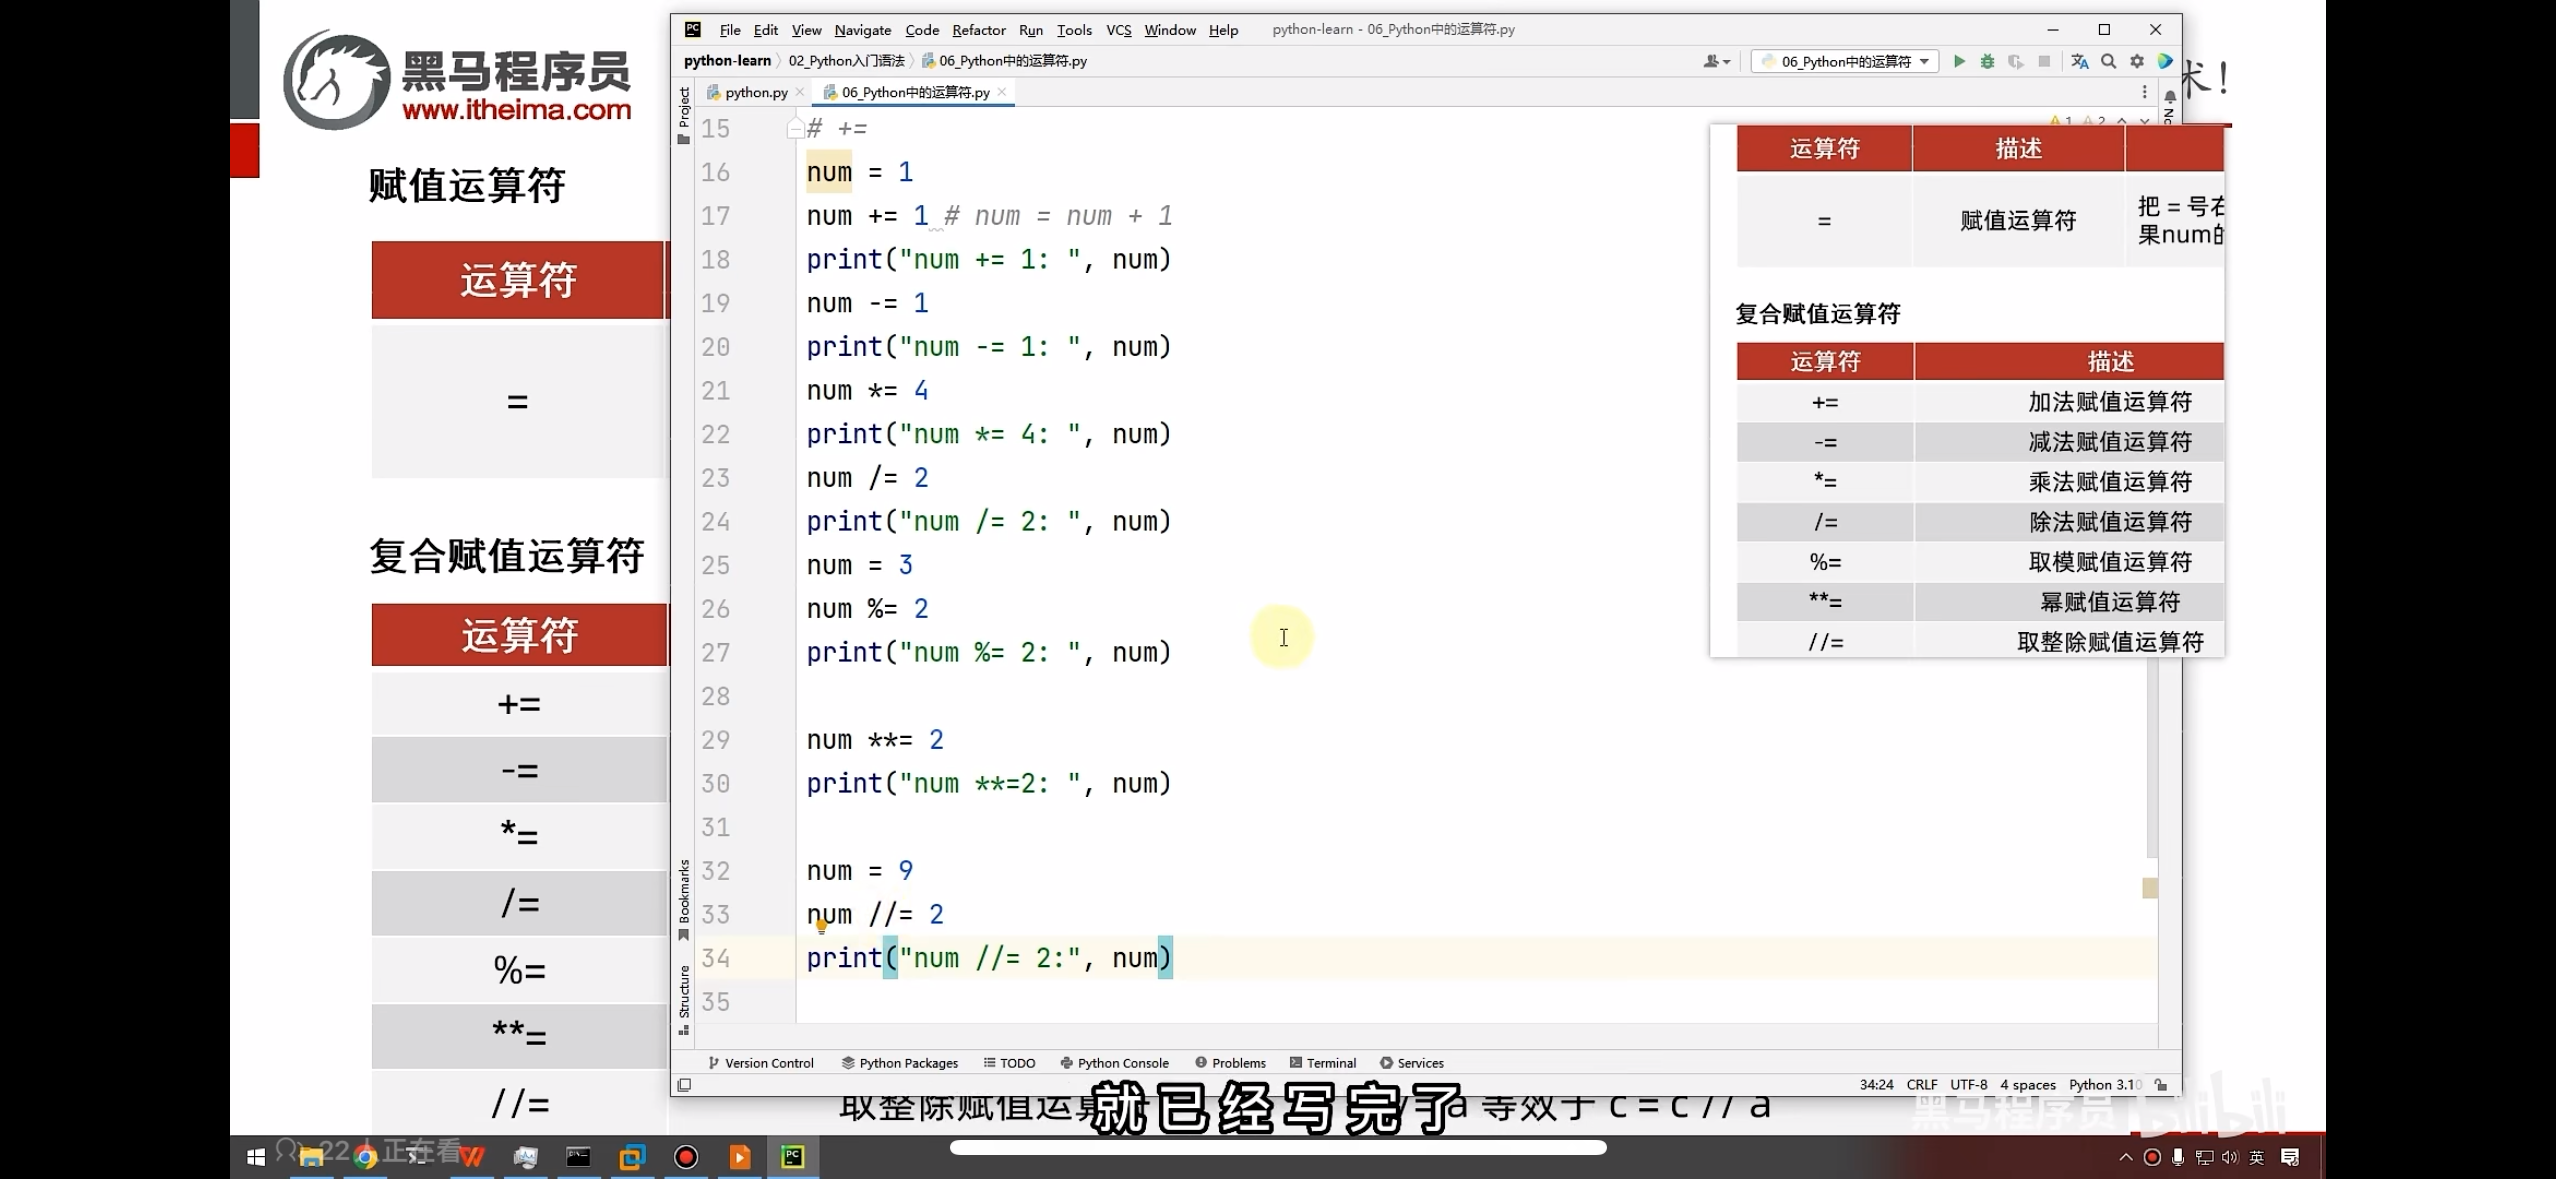 黑马程序员
www.itheima.com
赋值运算符
运算符
=
复合赋值运算符
运算符
+=
-=
*=
/=
%=
**=
//=
File Edit View Navigate Code Refactor Run Tools VCS Window Help python-learn - 06_Python中的运算符.py
python-learn 02_Python入门语法 06_Python中的运算符.py 06_Python中的运算符
python.py 06_Python中的运算符.py
术!
Project
1 2
15 # +=
16 num = 1
17 num += 1 # num = num + 1
18 print("num += 1: ", num)
19 num -= 1
20 print("num -= 1: ", num)
21 num *= 4
22 print("num *= 4: ", num)
23 num /= 2
24 print("num /= 2: ", num)
25 num = 3
26 num %= 2
27 print("num %= 2: ", num)
28
29 num **= 2
30 print("num **=2: ", num)
31
32 num = 9
33 num //= 2
34 print("num //= 2:", num)
35
Bookmarks
Structure
运算符 描述
= 赋值运算符 把 = 号右
果num的
复合赋值运算符
运算符 描述
+= 加法赋值运算符
-= 减法赋值运算符
*= 乘法赋值运算符
/= 除法赋值运算符
%= 取模赋值运算符
**= 幂赋值运算符
//= 取整除赋值运算符
Version Control Python Packages TODO Python Console Problems Terminal Services
34:24 CRLF UTF-8 4 spaces Python 3.10
取整除赋值运算 a 等效于 c = c // a
就已经写完了
黑马程序员 bilibili
22人正在看
英